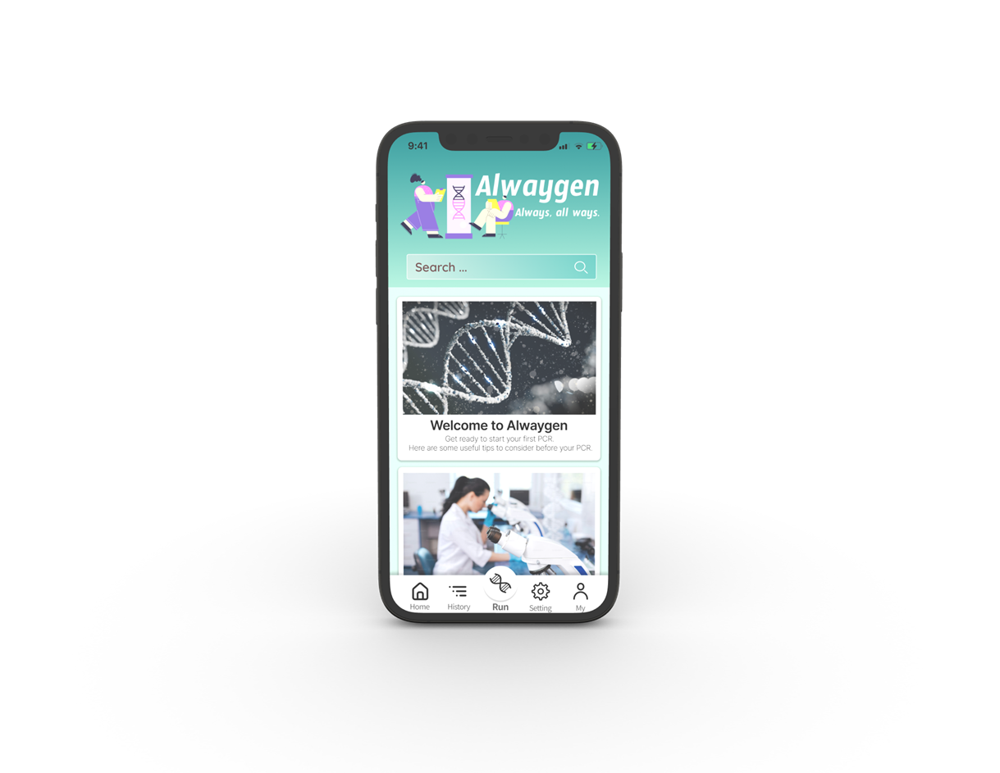 9:41
Alwaygen
Always, all ways.
Search ...
Welcome to Alwaygen
Get ready to start your first PCR.
Here are some useful tips to consider before your PCR.
Home
History
Run
Setting
My